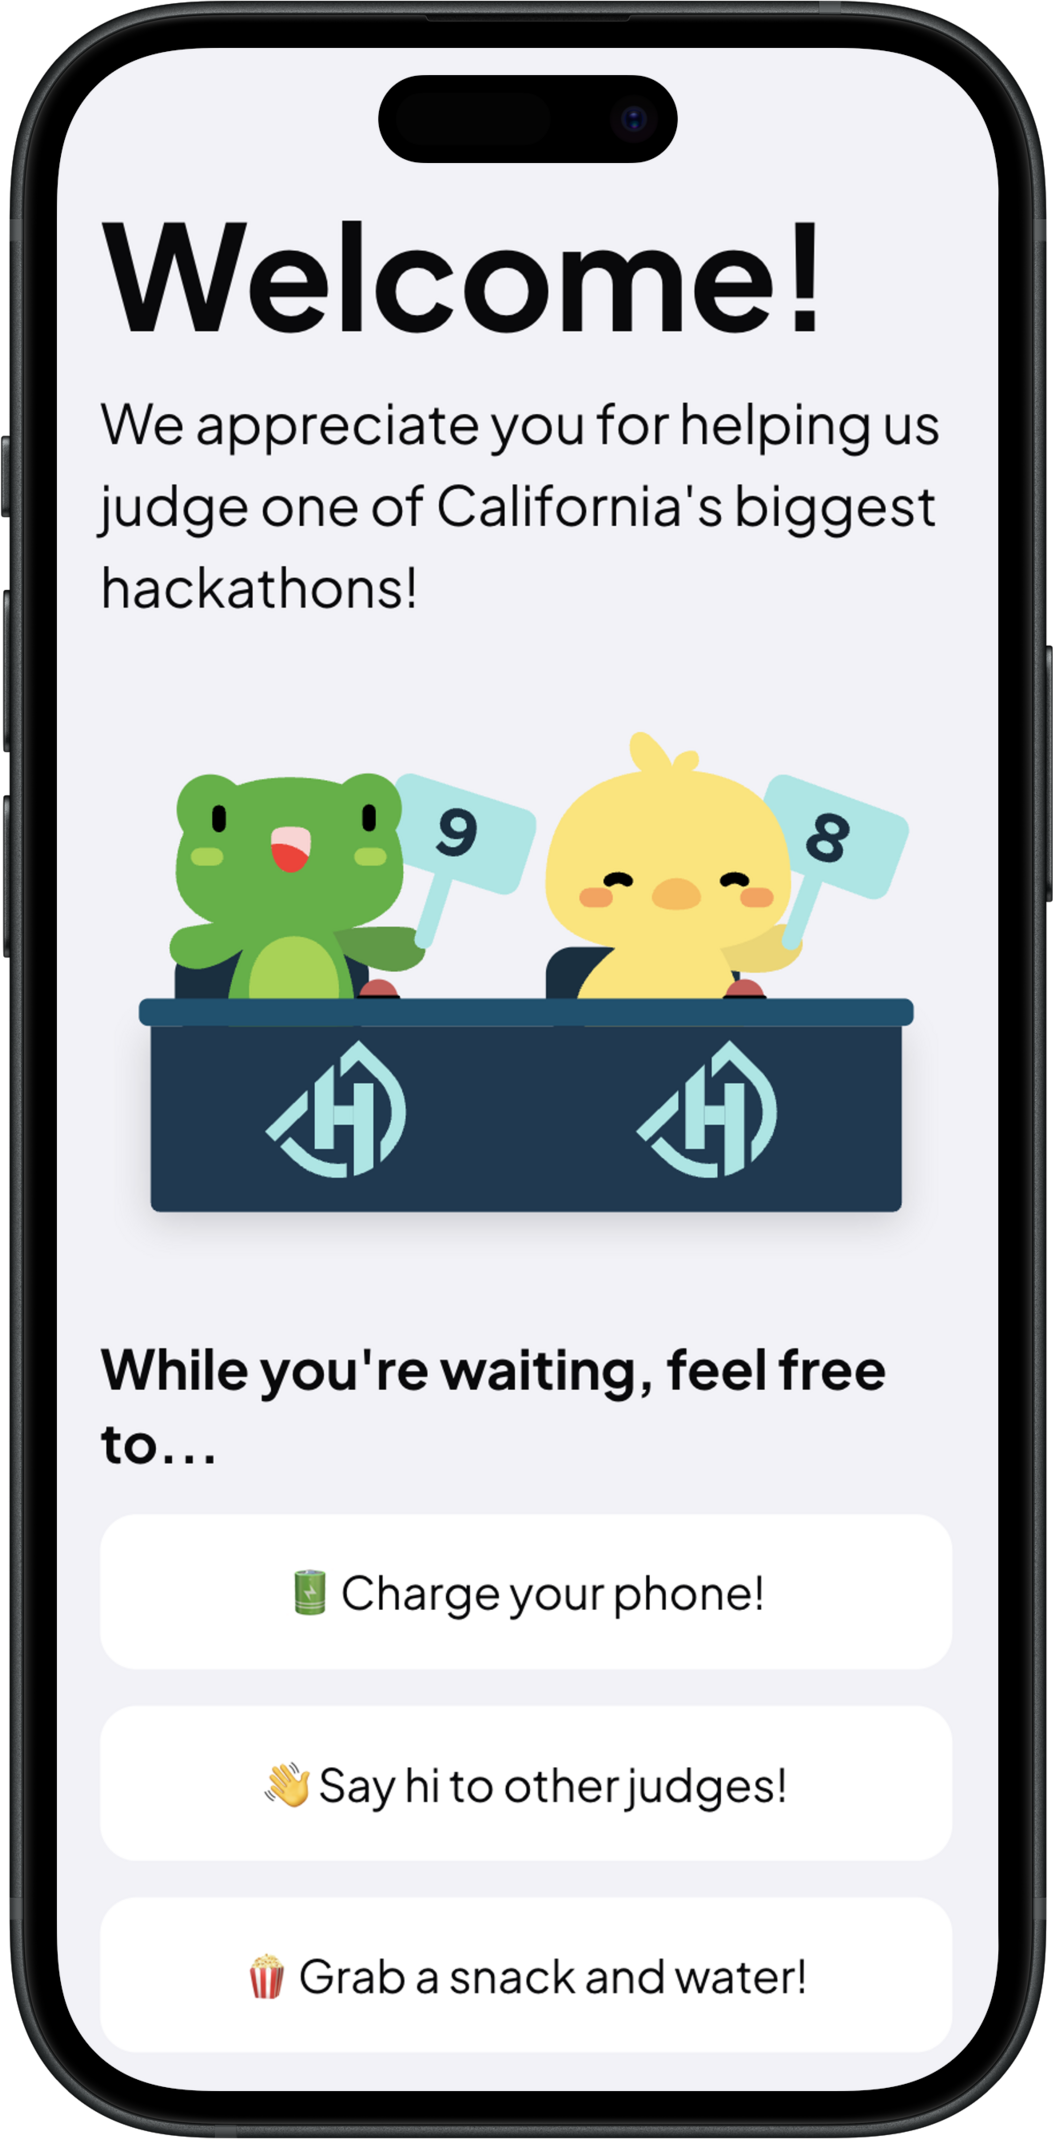 Welcome!
We appreciate you for helping us
judge one of California's biggest
hackathons!
9
8
H
H
While you're waiting, feel free
to...
🔋 Charge your phone!
👋 Say hi to other judges!
🍿 Grab a snack and water!